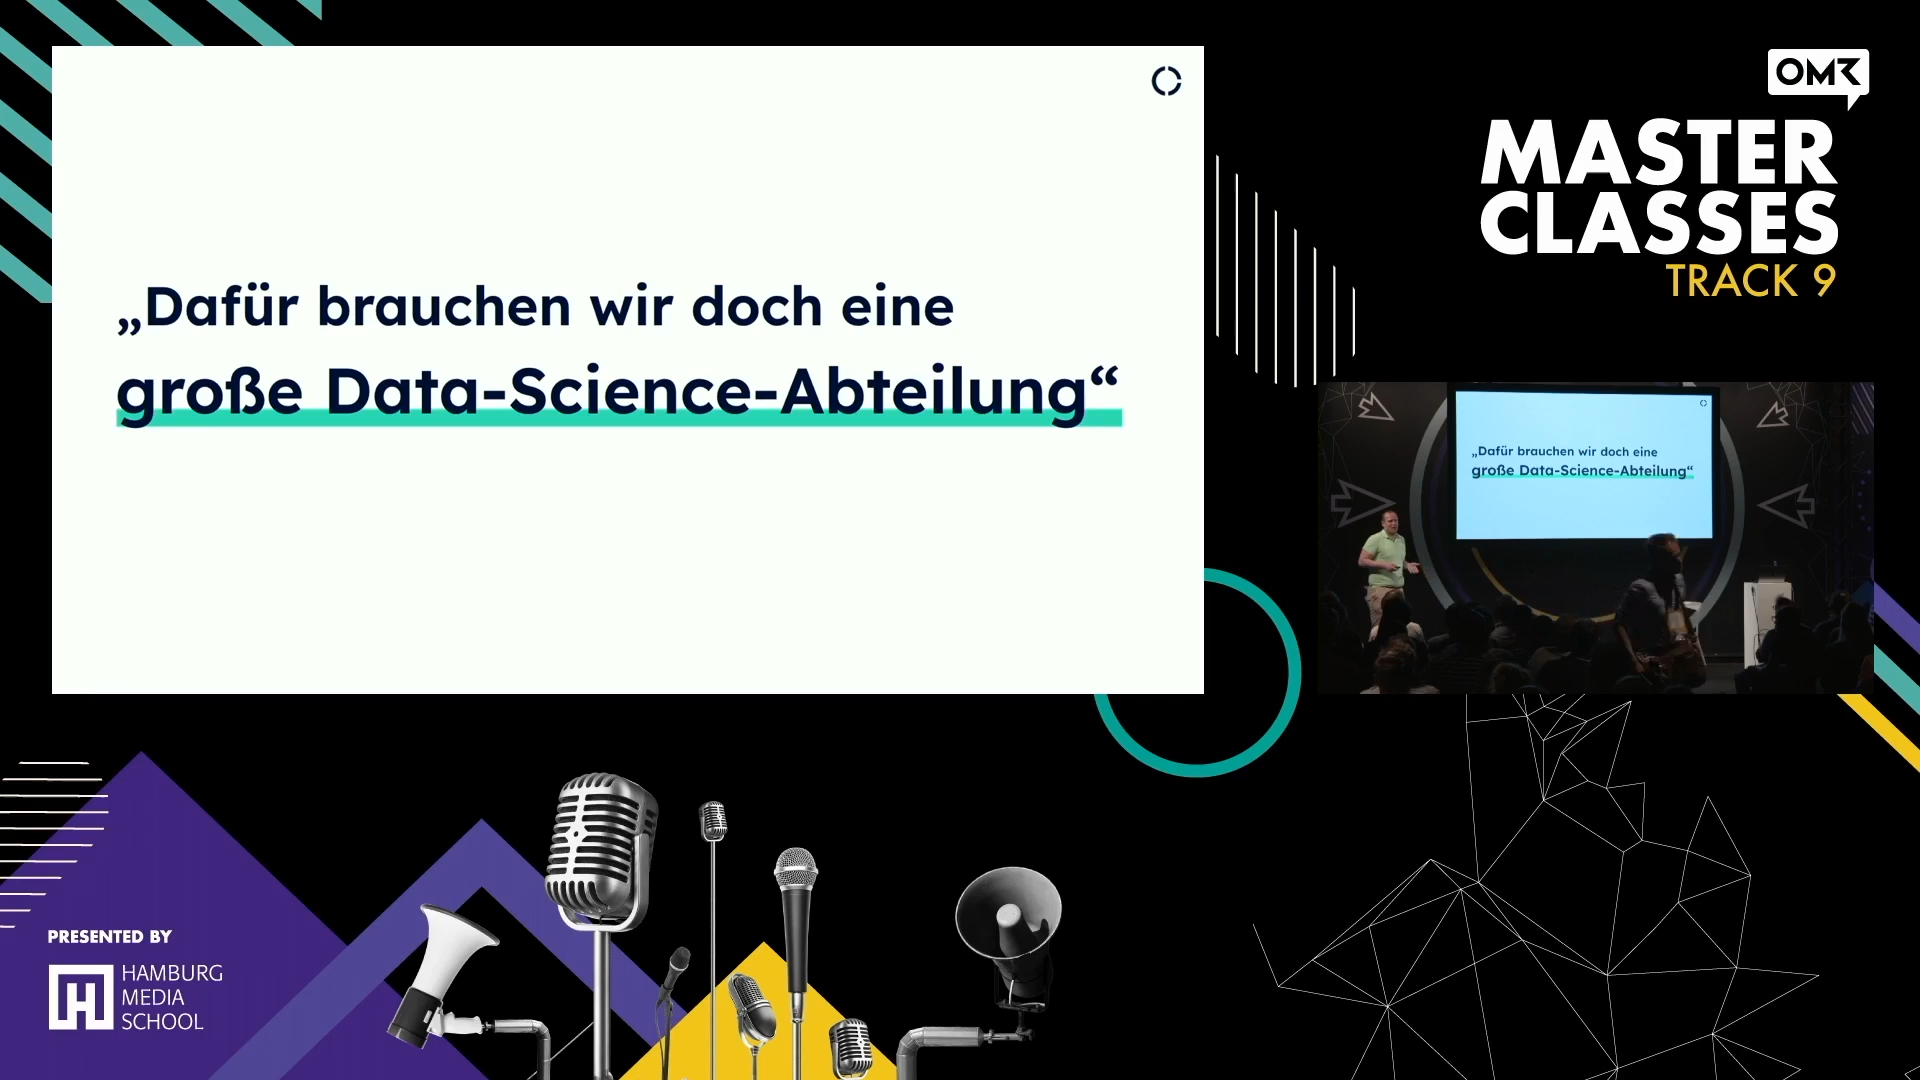 „Dafür brauchen wir doch eine
große Data-Science-Abteilung“
OMR
MASTER
CLASSES
TRACK 9
„Dafür brauchen wir doch eine
große Data-Science-Abteilung“
PRESENTED BY
HAMBURG
MEDIA
SCHOOL